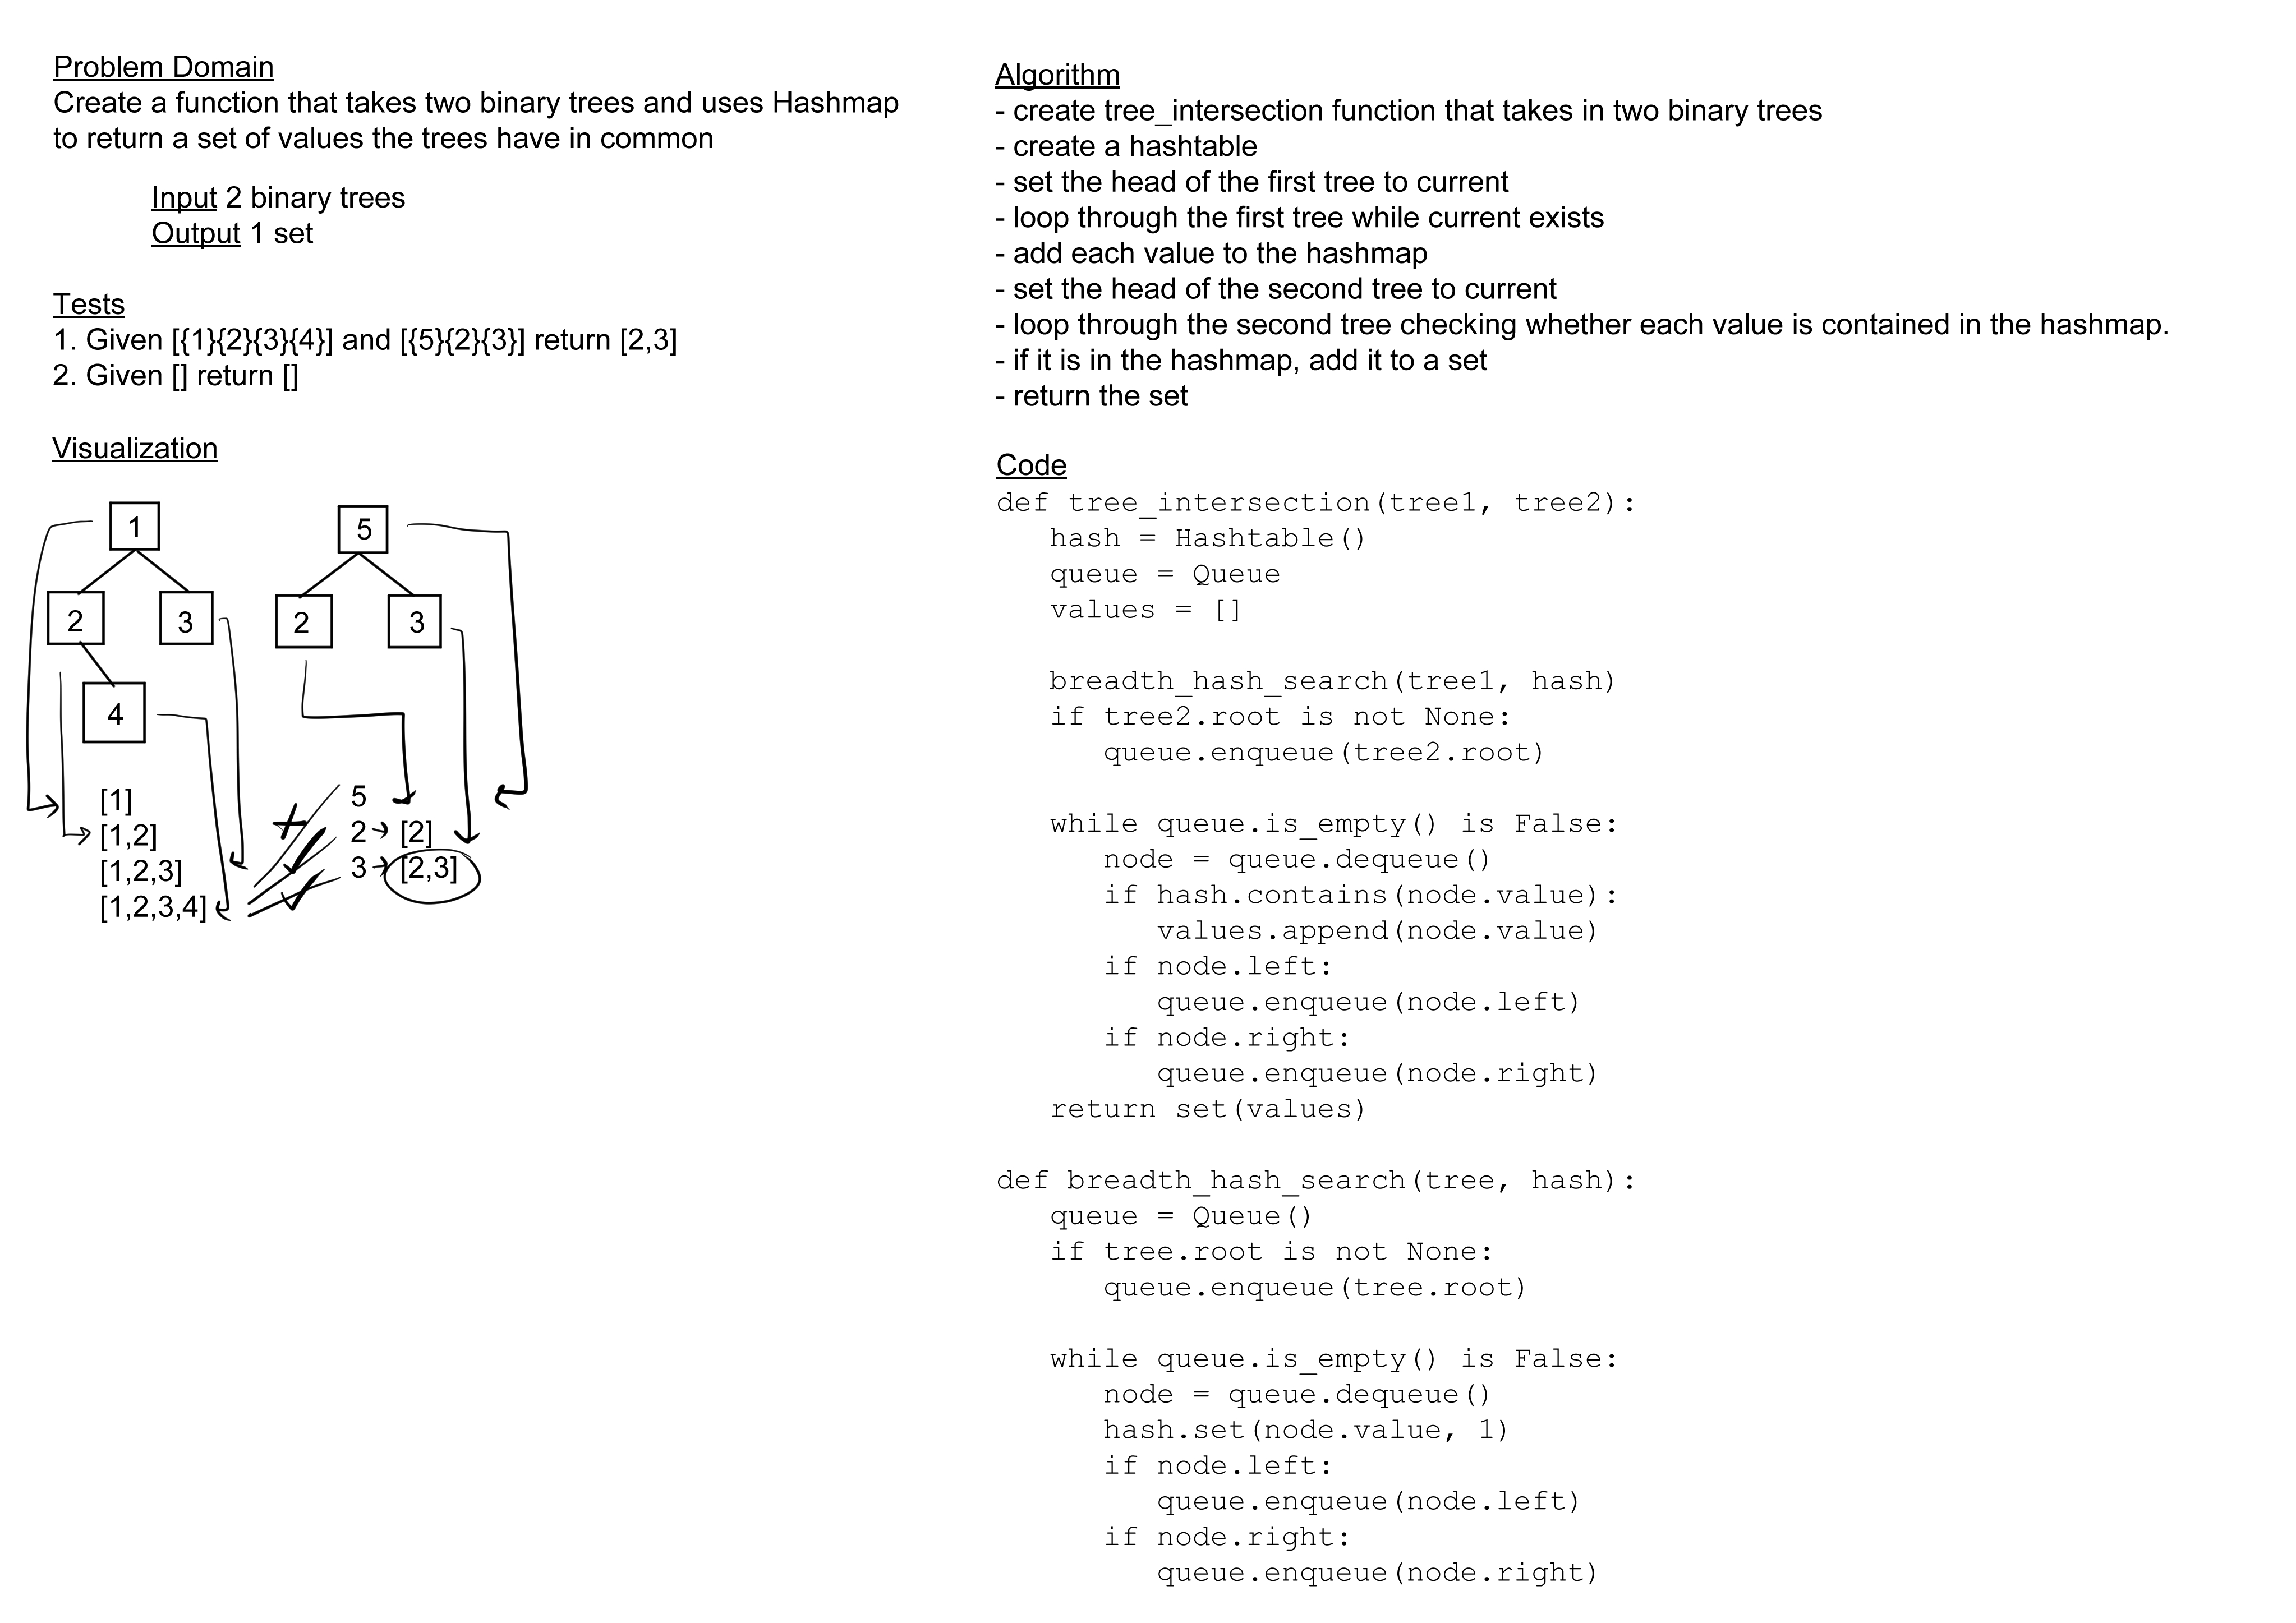 Problem Domain
Create a function that takes two binary trees and uses Hashmap
to return a set of values the trees have in common
Input 2 binary trees
Output 1 set
Tests
1. Given [{1}{2}{3}{4}] and [{5}{2}{3}] return [2,3]
2. Given [] return []
Visualization
1
5
2
3
2
3
4
[1]
[1,2]
[1,2,3]
[1,2,3,4]
5
2 → [2]
3 → [2,3]
Algorithm
- create tree_intersection function that takes in two binary trees
- create a hashtable
- set the head of the first tree to current
- loop through the first tree while current exists
- add each value to the hashmap
- set the head of the second tree to current
- loop through the second tree checking whether each value is contained in the hashmap.
- if it is in the hashmap, add it to a set
- return the set
Code
def tree_intersection(tree1, tree2):
   hash = Hashtable()
   queue = Queue
   values = []
   breadth_hash_search(tree1, hash)
   if tree2.root is not None:
      queue.enqueue(tree2.root)
   while queue.is_empty() is False:
      node = queue.dequeue()
      if hash.contains(node.value):
         values.append(node.value)
      if node.left:
         queue.enqueue(node.left)
      if node.right:
         queue.enqueue(node.right)
   return set(values)
def breadth_hash_search(tree, hash):
   queue = Queue()
   if tree.root is not None:
      queue.enqueue(tree.root)
   while queue.is_empty() is False:
      node = queue.dequeue()
      hash.set(node.value, 1)
      if node.left:
         queue.enqueue(node.left)
      if node.right:
         queue.enqueue(node.right)